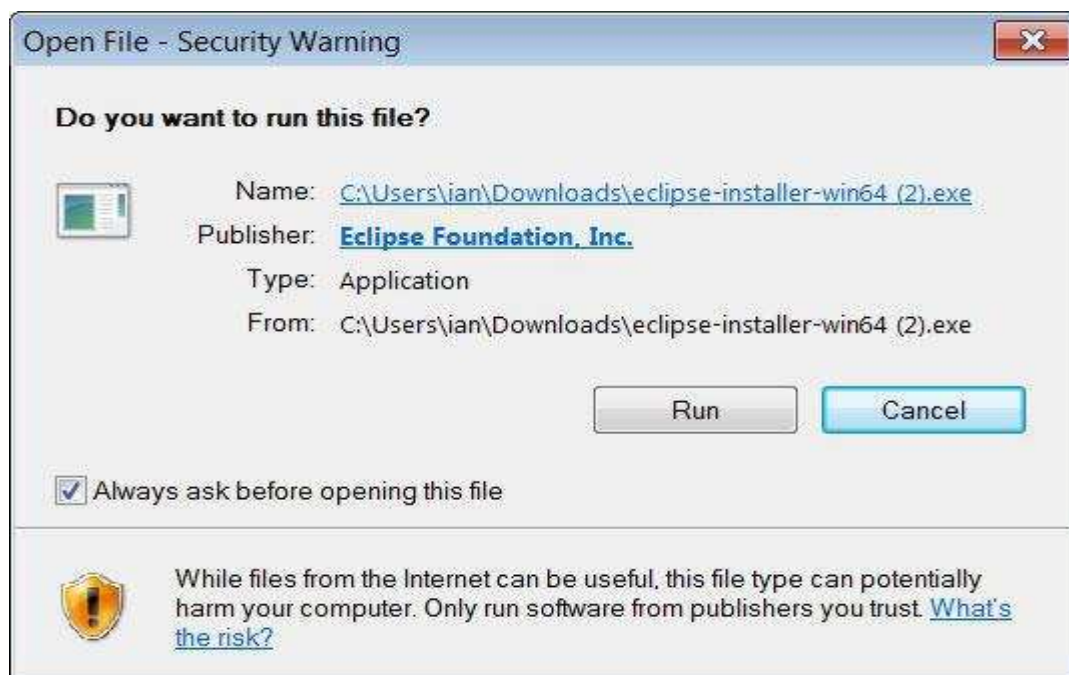 Open File - Security Warning
Do you want to run this file?
Name: C:\Users\ian\Downloads\eclipse-installer-win64 (2).exe
Publisher: Eclipse Foundation, Inc.
Type: Application
From: C:\Users\ian\Downloads\eclipse-installer-win64 (2).exe
Run Cancel
Always ask before opening this file
While files from the Internet can be useful, this file type can potentially
harm your computer. Only run software from publishers you trust. What's
the risk?